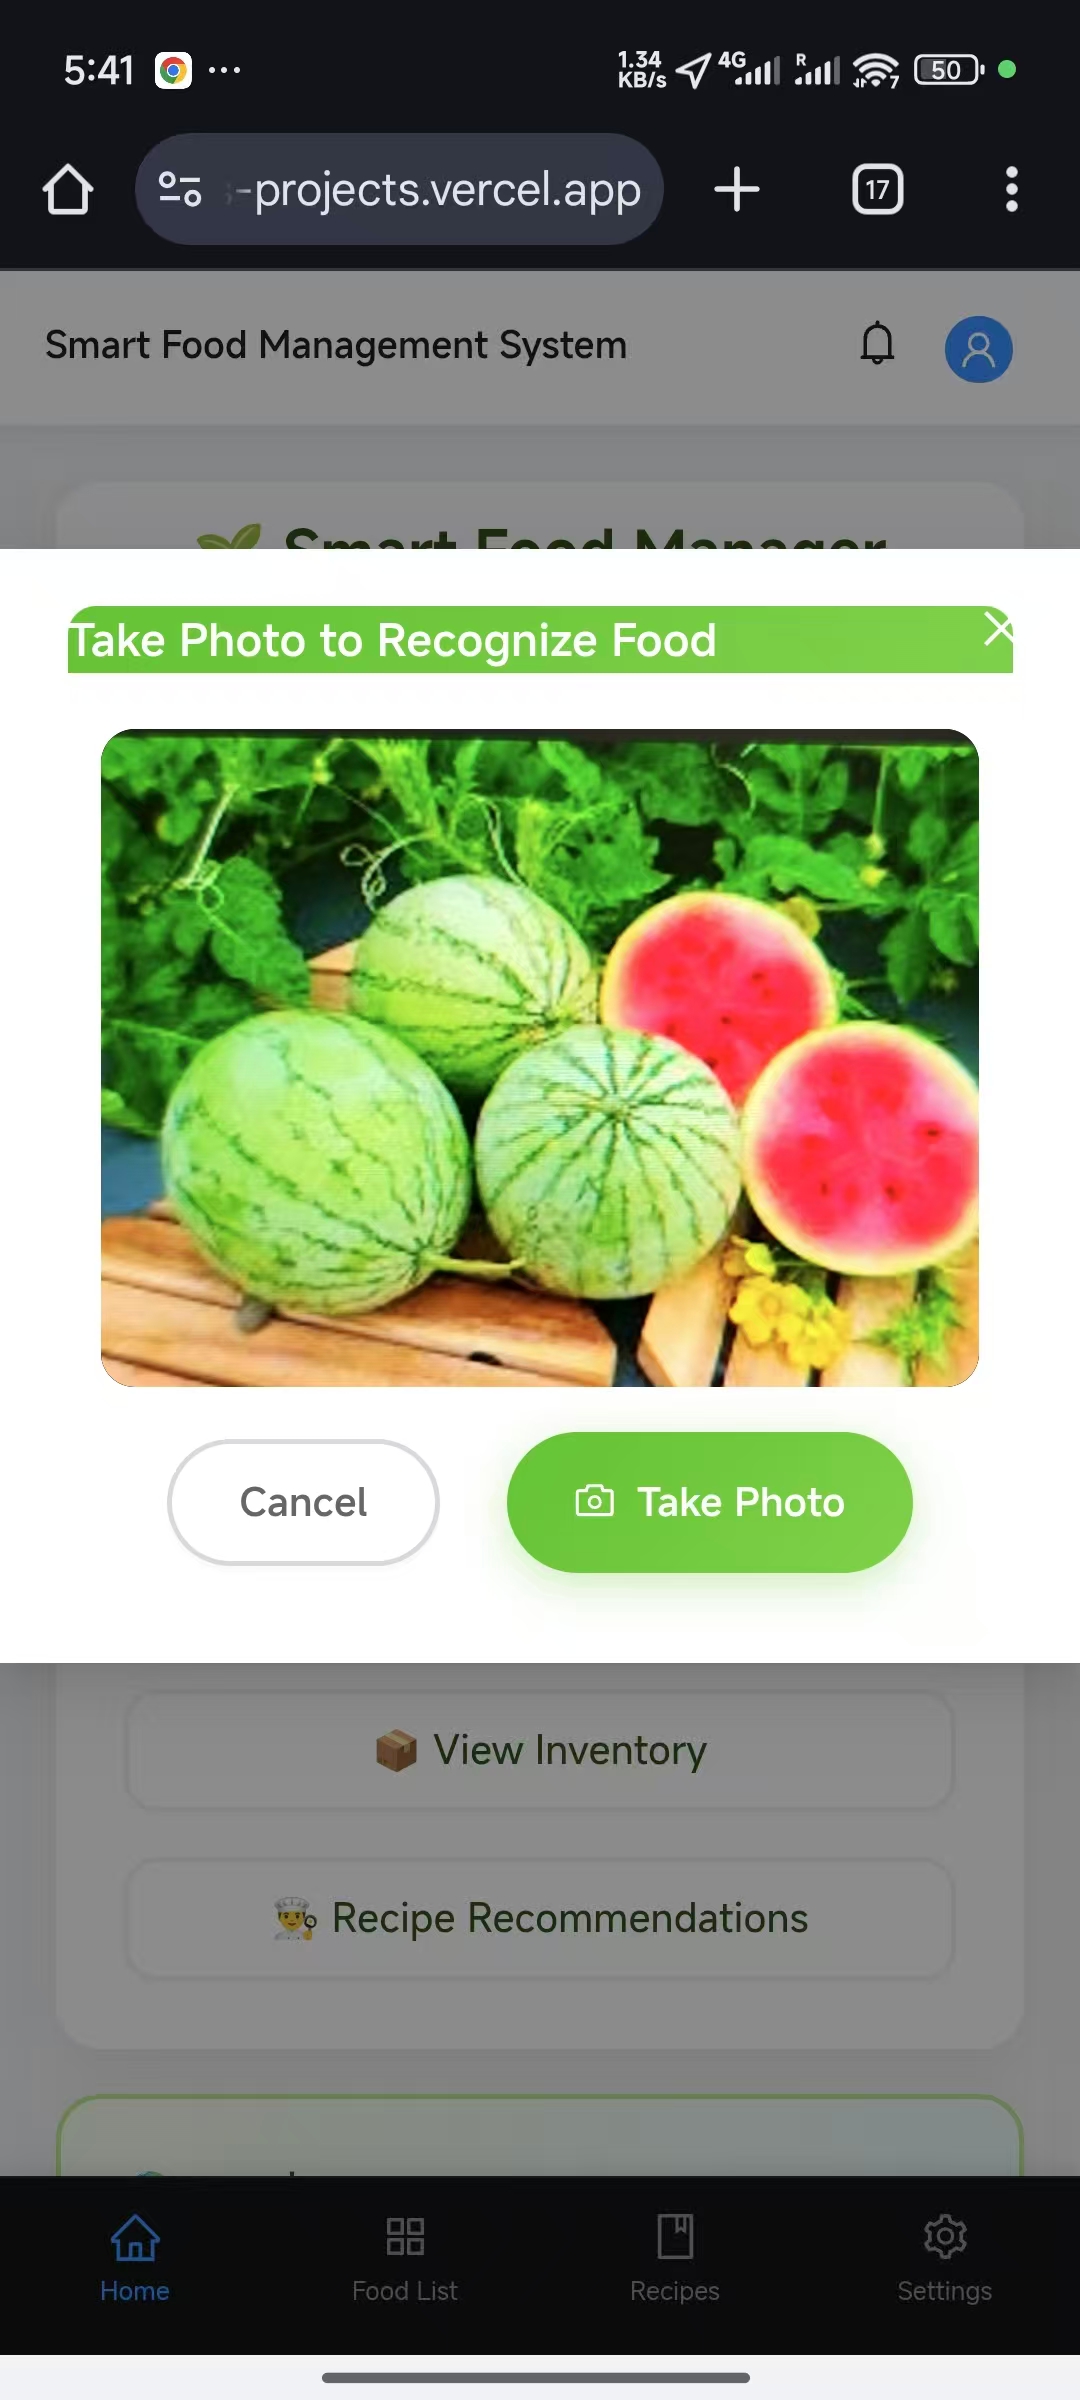 5:41 ...
1.34 KB/s 4G R 7 50
-projects.vercel.app
17
Smart Food Management System
Smart Food Manager
Take Photo to Recognize Food
Cancel
Take Photo
View Inventory
Recipe Recommendations
Home
Food List
Recipes
Settings